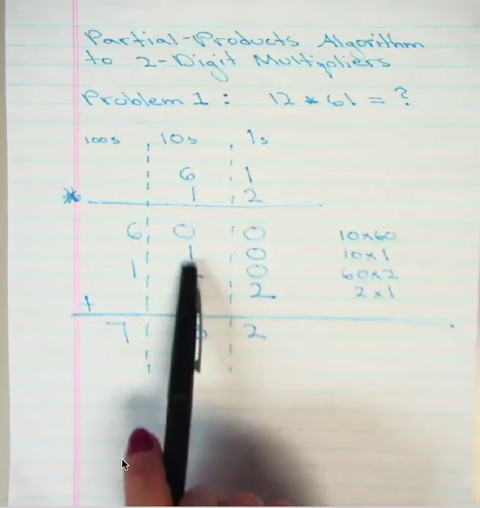 Partial-Products Algorithm
to 2-Digit Multipliers
Problem 1 : 12 * 61 = ?
100s 10s 1s
6 1
* 1 2
6 0 0 10x60
1 0 10x1
1 0 60x2
2 2x1
+
7 2